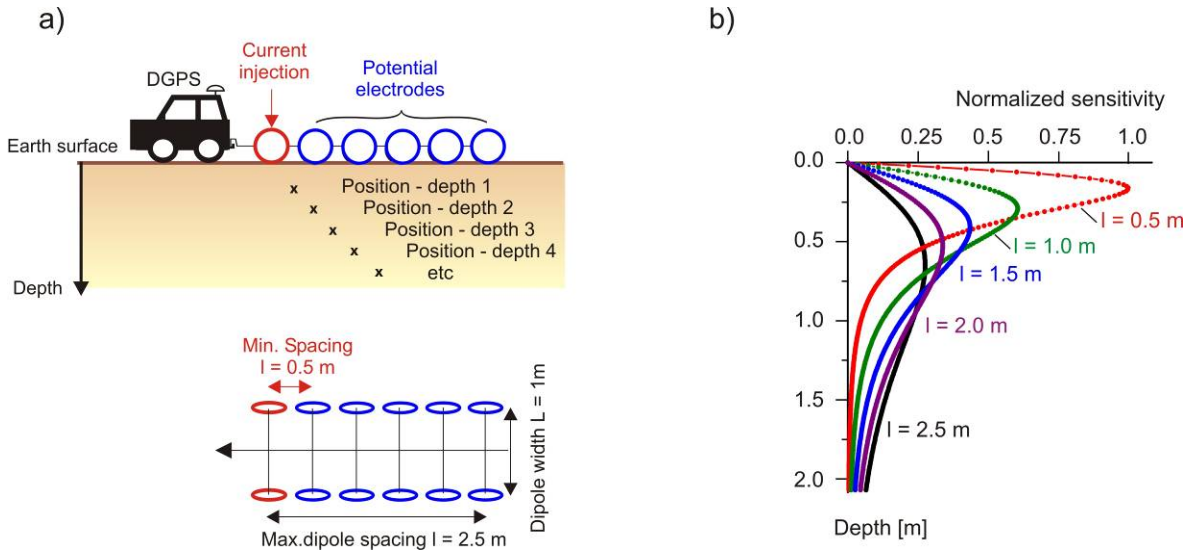 a)
Current
injection
DGPS
Potential
electrodes
Earth surface
x Position - depth 1
x Position - depth 2
x Position - depth 3
x Position - depth 4
x etc
Depth
Min. Spacing
l = 0.5 m
Dipole width L = 1m
Max.dipole spacing l = 2.5 m
b)
Normalized sensitivity
0.0 0.25 0.5 0.75 1.0
0.0
0.5
1.0
1.5
2.0
l = 0.5 m
l = 1.0 m
l = 1.5 m
l = 2.0 m
l = 2.5 m
Depth [m]